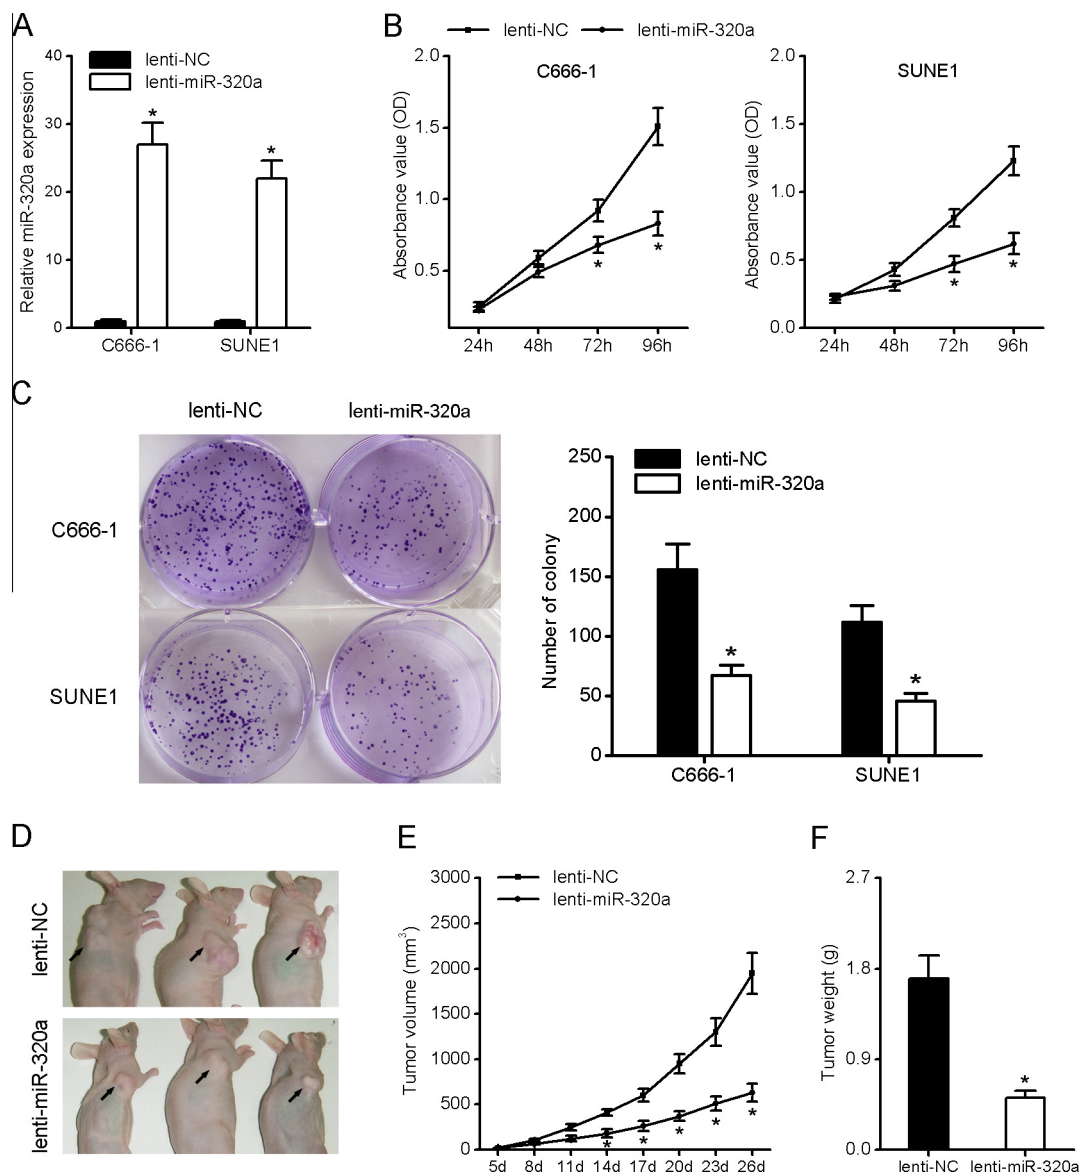 A
lenti-NC
lenti-miR-320a
40
30
20
10
0
Relative miR-320a expression
*
*
C666-1
SUNE1
B
lenti-NC
lenti-miR-320a
C666-1
2.0
1.5
1.0
0.5
Absorbance value (OD)
*
*
24h 48h 72h 96h
SUNE1
2.0
1.5
1.0
0.5
0.0
Absorbance value (OD)
*
*
24h 48h 72h 96h
C
lenti-NC lenti-miR-320a
C666-1
SUNE1
lenti-NC
lenti-miR-320a
250
200
150
100
50
0
Number of colony
*
*
C666-1 SUNE1
D
lenti-NC
lenti-miR-320a
E
lenti-NC
lenti-miR-320a
3000
2500
2000
1500
1000
500
0
Tumor volume (mm³)
* * * * *
5d 8d 11d 14d 17d 20d 23d 26d
F
2.7
1.8
0.9
0.0
Tumor weight (g)
*
lenti-NC lenti-miR-320a